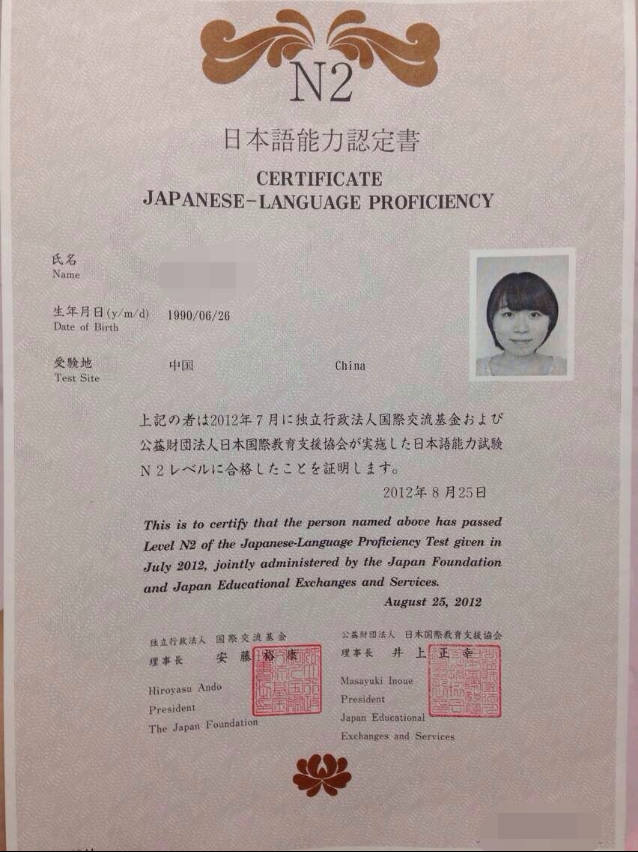 N2
日本語能力認定書
CERTIFICATE
JAPANESE-LANGUAGE PROFICIENCY
氏名
Name
生年月日(y/m/d) 1990/06/26
Date of Birth
受験地 中国 China
Test Site
上記の者は2012年7月に独立行政法人国際交流基金および
公益財団法人日本国際教育支援協会が実施した日本語能力試験
N2レベルに合格したことを証明します。
2012年8月25日
This is to certify that the person named above has passed
Level N2 of the Japanese-Language Proficiency Test given in
July 2012, jointly administered by the Japan Foundation
and Japan Educational Exchanges and Services.
August 25, 2012
独立行政法人 国際交流基金
理事長 安藤裕康
Hiroyasu Ando
President
The Japan Foundation
公益財団法人 日本国際教育支援協会
理事長 井上正幸
Masayuki Inoue
President
Japan Educational
Exchanges and Services